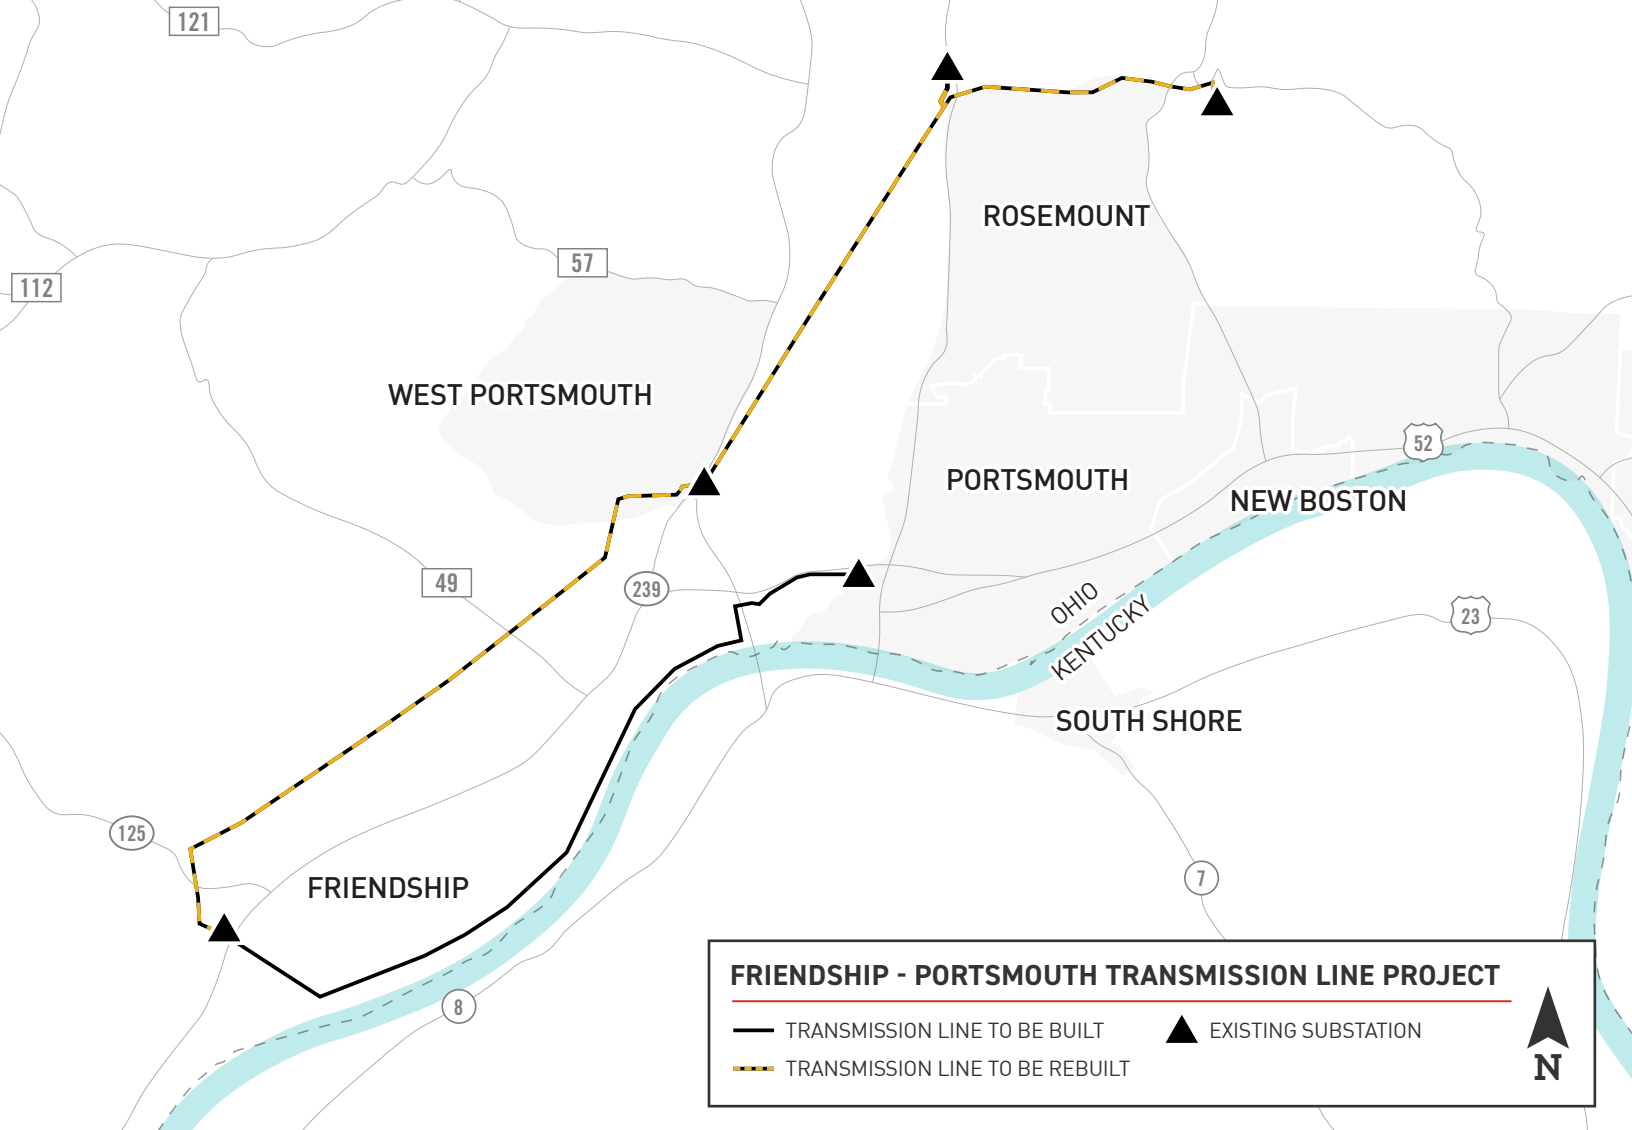 121
ROSEMOUNT
57
112
WEST PORTSMOUTH
52
PORTSMOUTH
NEW BOSTON
49
239
OHIO
KENTUCKY
23
SOUTH SHORE
125
7
FRIENDSHIP
8
FRIENDSHIP - PORTSMOUTH TRANSMISSION LINE PROJECT
TRANSMISSION LINE TO BE BUILT
EXISTING SUBSTATION
TRANSMISSION LINE TO BE REBUILT
N